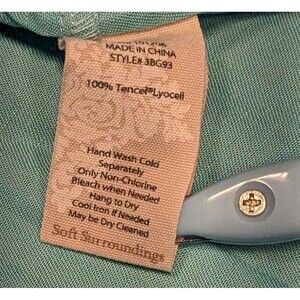 MADE IN CHINA
STYLE# 3BG93
100% Tencel®Lyocell
Hand Wash Cold
Separately
Only Non-Chlorine
Bleach when Needed
Hang to Dry
Cool Iron if Needed
May be Dry Cleaned
Soft Surroundings